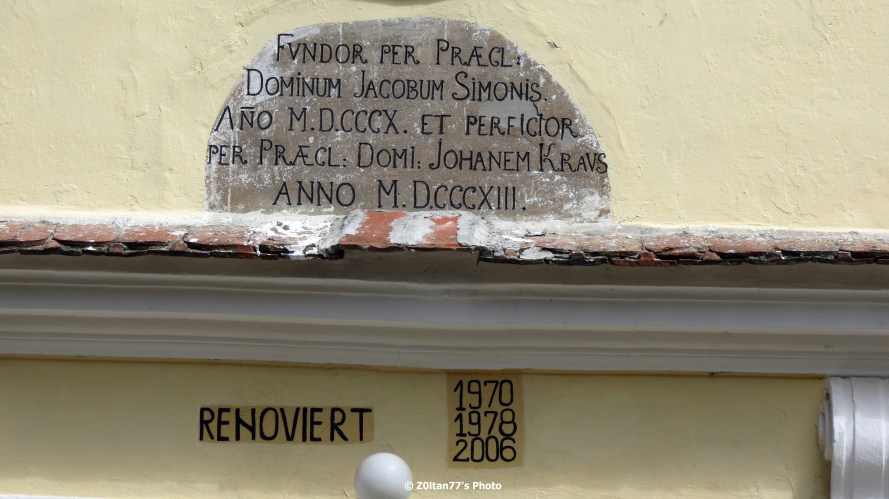 FVNDOR PER PRÆCL:
DOMINUM JACOBUM SIMONIS.
AÑO M.D.CCCX. ET PERFICIOR
PER PRÆCL: DOMI: JOHANEM KRAVS
ANNO M.DCCCXIII.
RENOVIERT
1970
1978
2006
© Z0ltan77's Photo